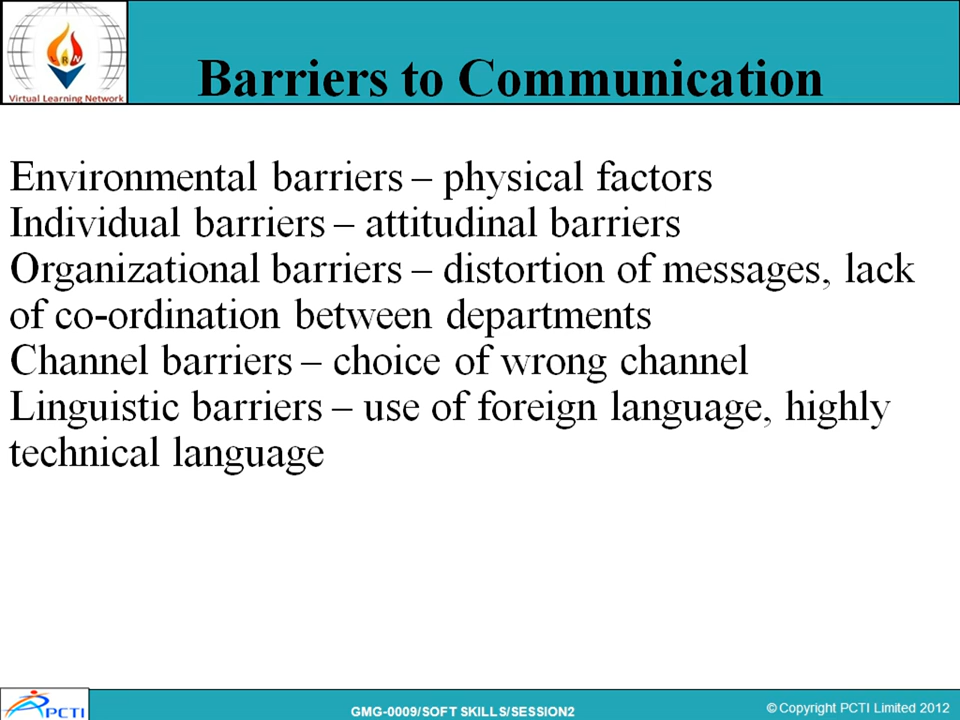 VRN
Virtual Learning Network
Barriers to Communication
Environmental barriers – physical factors
Individual barriers – attitudinal barriers
Organizational barriers – distortion of messages, lack
of co-ordination between departments
Channel barriers – choice of wrong channel
Linguistic barriers – use of foreign language, highly
technical language
PCTI
GMG-0009/SOFT SKILLS/SESSION2
© Copyright PCTI Limited 2012